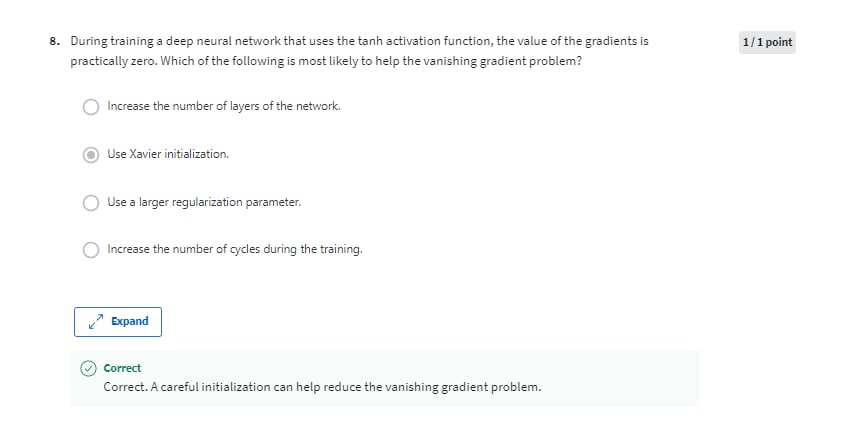 8. During training a deep neural network that uses the tanh activation function, the value of the gradients is
practically zero. Which of the following is most likely to help the vanishing gradient problem?
1/1 point
Increase the number of layers of the network.
Use Xavier initialization.
Use a larger regularization parameter.
Increase the number of cycles during the training.
Expand
Correct
Correct. A careful initialization can help reduce the vanishing gradient problem.